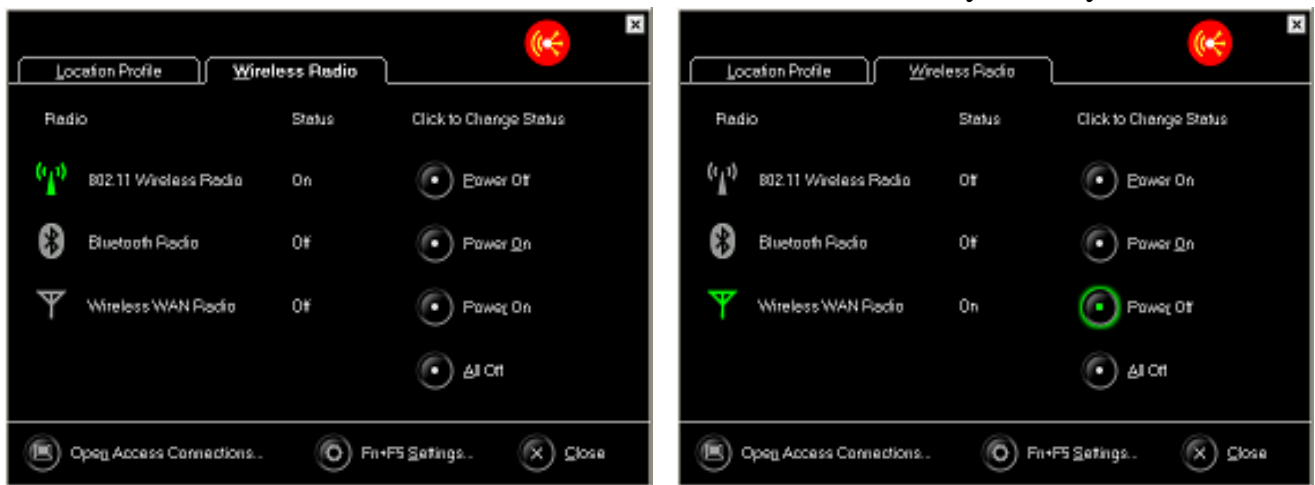 Location Profile Wireless Radio
Radio Status Click to Change Status
802.11 Wireless Radio On Power Off
Bluetooth Radio Off Power On
Wireless WAN Radio Off Power On
All Off
Open Access Connections... Fn+F5 Settings... Close
Location Profile Wireless Radio
Radio Status Click to Change Status
802.11 Wireless Radio Off Power On
Bluetooth Radio Off Power On
Wireless WAN Radio On Power Off
All Off
Open Access Connections... Fn+F5 Settings... Close